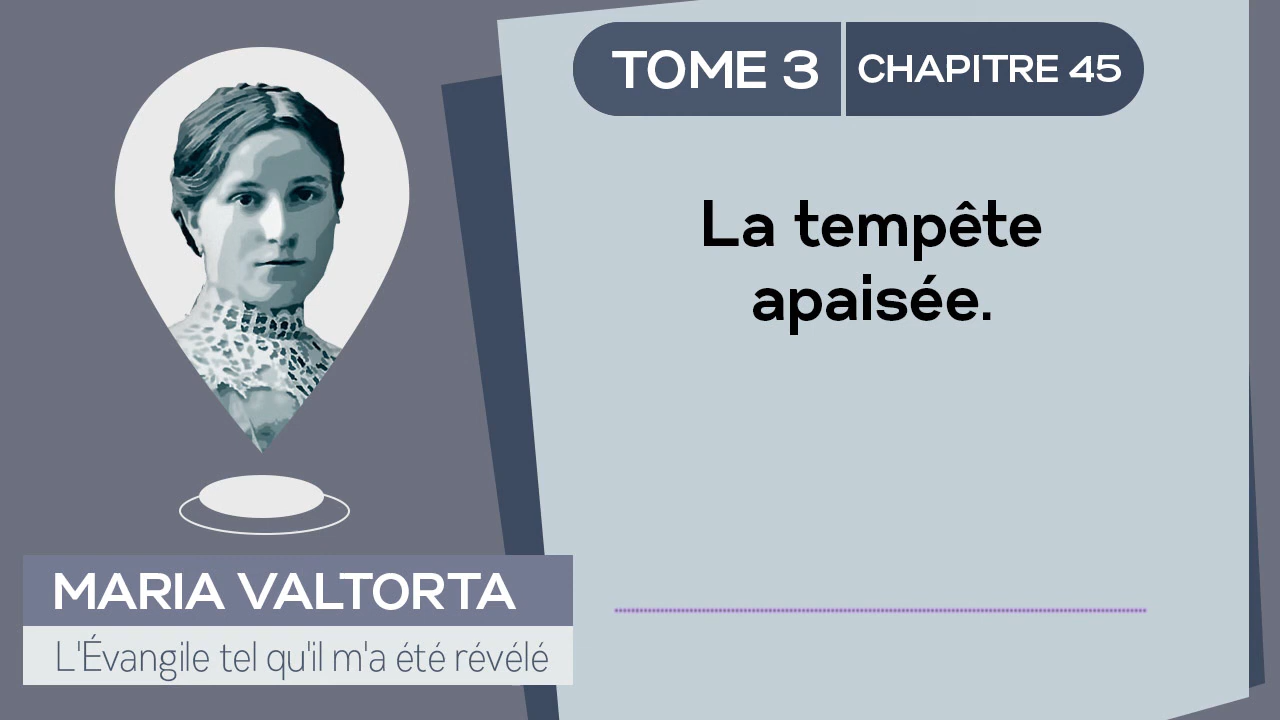 TOME 3 CHAPITRE 45
La tempête
apaisée.
MARIA VALTORTA
L'Évangile tel qu'il m'a été révélé